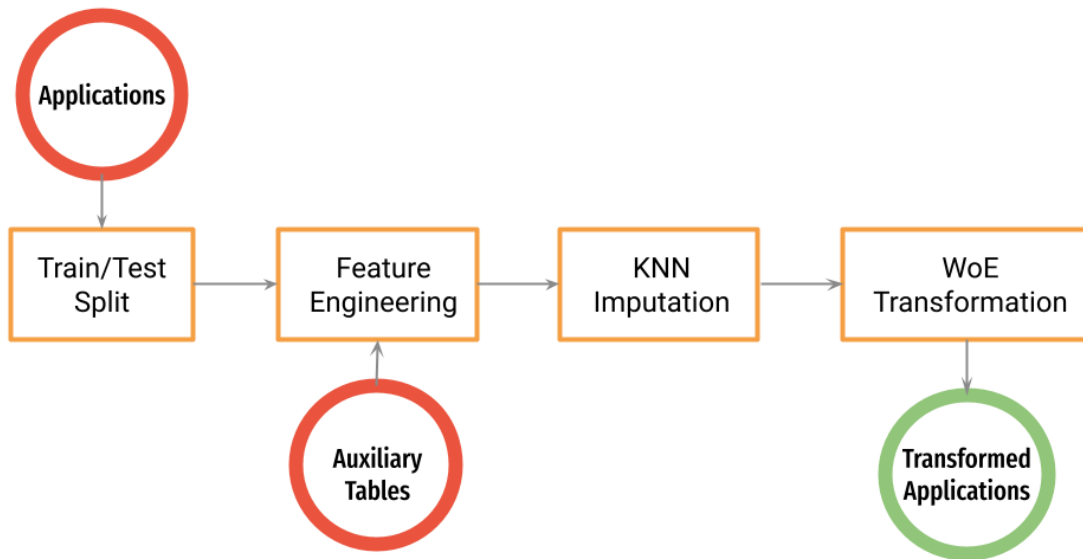 Applications
Train/Test
Split
Feature
Engineering
KNN
Imputation
WoE
Transformation
Auxiliary
Tables
Transformed
Applications